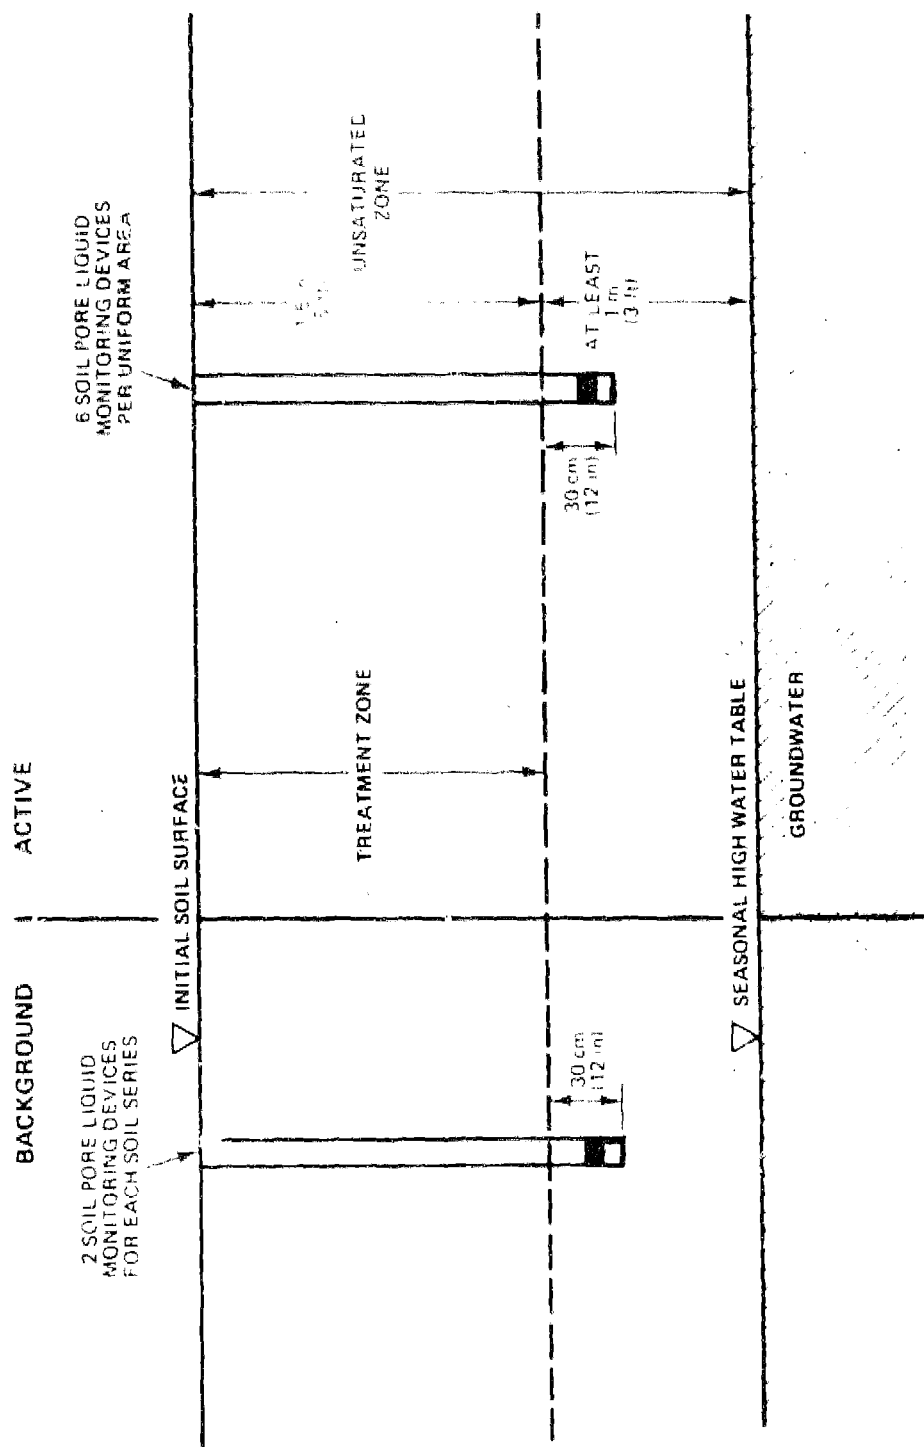 BACKGROUND
ACTIVE
2 SOIL PORE LIQUID
MONITORING DEVICES
FOR EACH SOIL SERIES
6 SOIL PORE LIQUID
MONITORING DEVICES
PER UNIFORM AREA
INITIAL SOIL SURFACE
TREATMENT ZONE
UNSATURATED
ZONE
30 cm
(12 in)
30 cm
(12 in)
AT LEAST
1 m
(3 ft)
SEASONAL HIGH WATER TABLE
GROUNDWATER